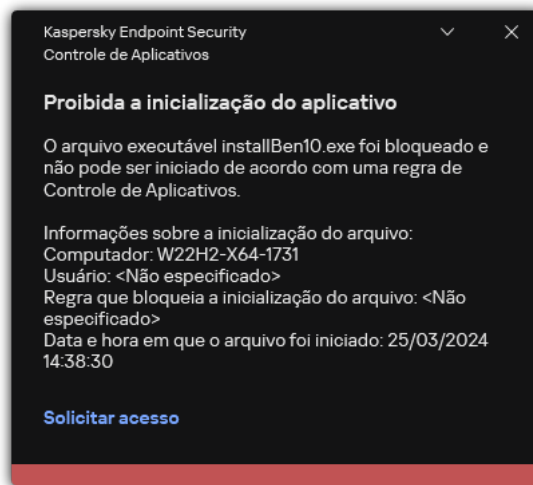 Kaspersky Endpoint Security
Controle de Aplicativos
Proibida a inicialização do aplicativo
O arquivo executável installBen10.exe foi bloqueado e
não pode ser iniciado de acordo com uma regra de
Controle de Aplicativos.
Informações sobre a inicialização do arquivo:
Computador: W22H2-X64-1731
Usuário: <Não especificado>
Regra que bloqueia a inicialização do arquivo: <Não
especificado>
Data e hora em que o arquivo foi iniciado: 25/03/2024
14:38:30
Solicitar acesso